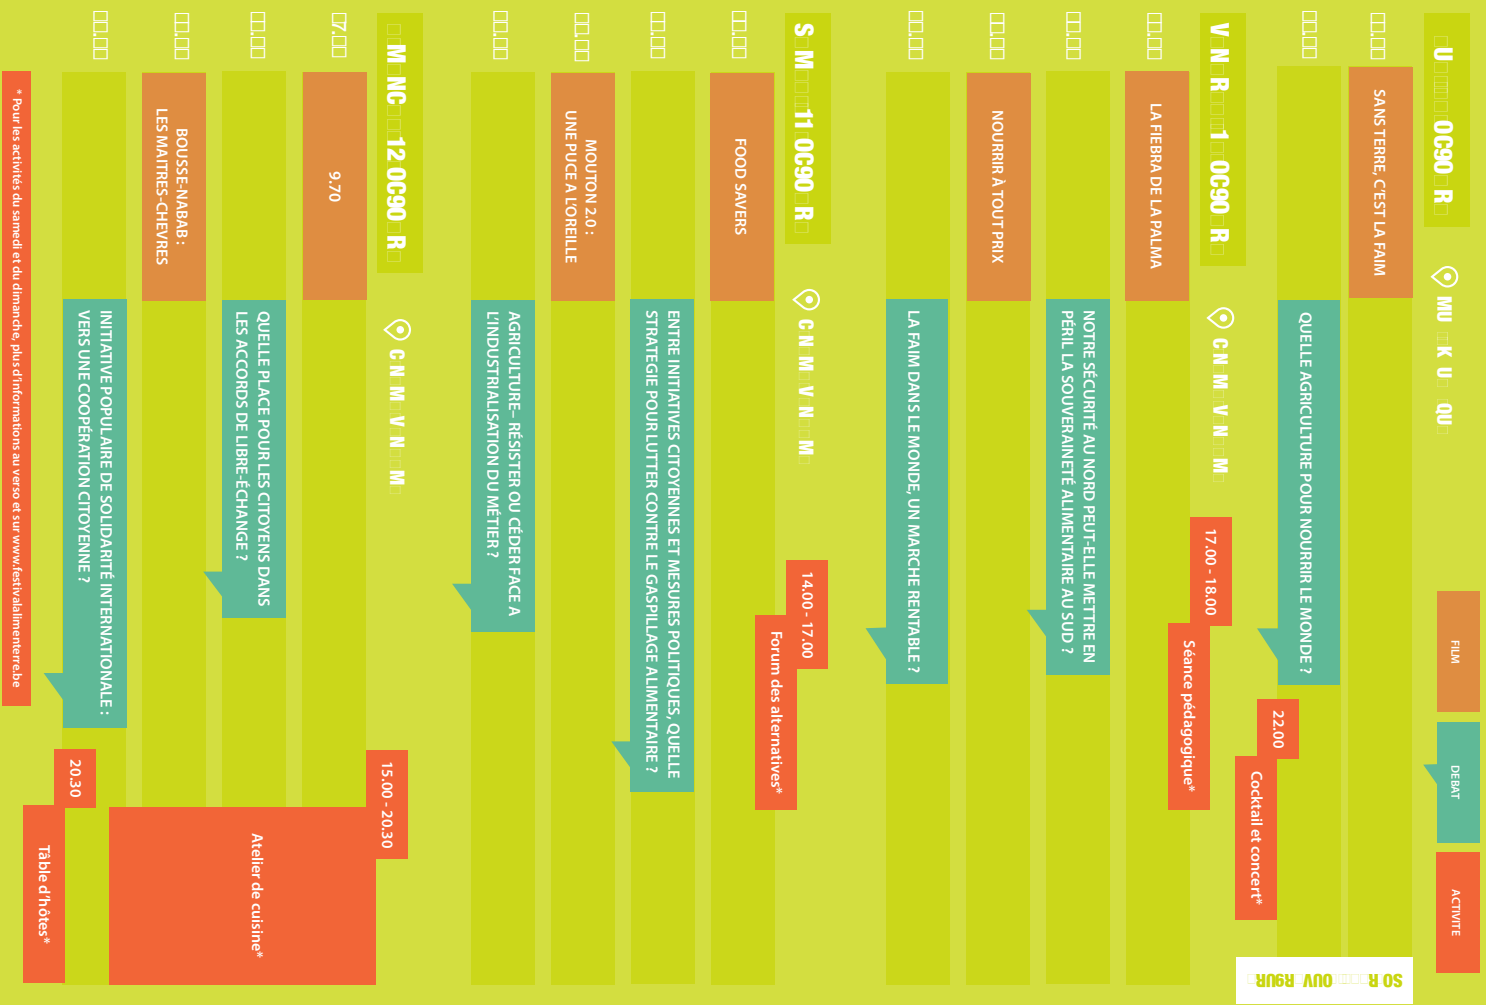 FILM
DEBAT
ACTIVITE
SANS TERRE, C'EST LA FAIM
QUELLE AGRICULTURE POUR NOURRIR LE MONDE ?
22.00
Cocktail et concert*
17.00 - 18.00
Séance pédagogique*
LA FIEBRA DE LA PALMA
NOTRE SÉCURITÉ AU NORD PEUT-ELLE METTRE EN
PÉRIL LA SOUVERAINETÉ ALIMENTAIRE AU SUD ?
NOURRIR À TOUT PRIX
LA FAIM DANS LE MONDE, UN MARCHE RENTABLE ?
14.00 - 17.00
Forum des alternatives*
FOOD SAVERS
ENTRE INITIATIVES CITOYENNES ET MESURES POLITIQUES, QUELLE
STRATEGIE POUR LUTTER CONTRE LE GASPILLAGE ALIMENTAIRE ?
MOUTON 2.0 :
UNE PUCE A L'OREILLE
AGRICULTURE– RÉSISTER OU CÉDER FACE A
L'INDUSTRIALISATION DU MÉTIER ?
15.00 - 20.30
Atelier de cuisine*
9.70
QUELLE PLACE POUR LES CITOYENS DANS
LES ACCORDS DE LIBRE-ÉCHANGE ?
BOUSSE-NABAB :
LES MAITRES-CHEVRES
INITIATIVE POPULAIRE DE SOLIDARITÉ INTERNATIONALE :
VERS UNE COOPÉRATION CITOYENNE ?
20.30
Table d'hôtes*
* Pour les activités du samedi et du dimanche, plus d'informations au verso et sur www.festivalalimenterre.be